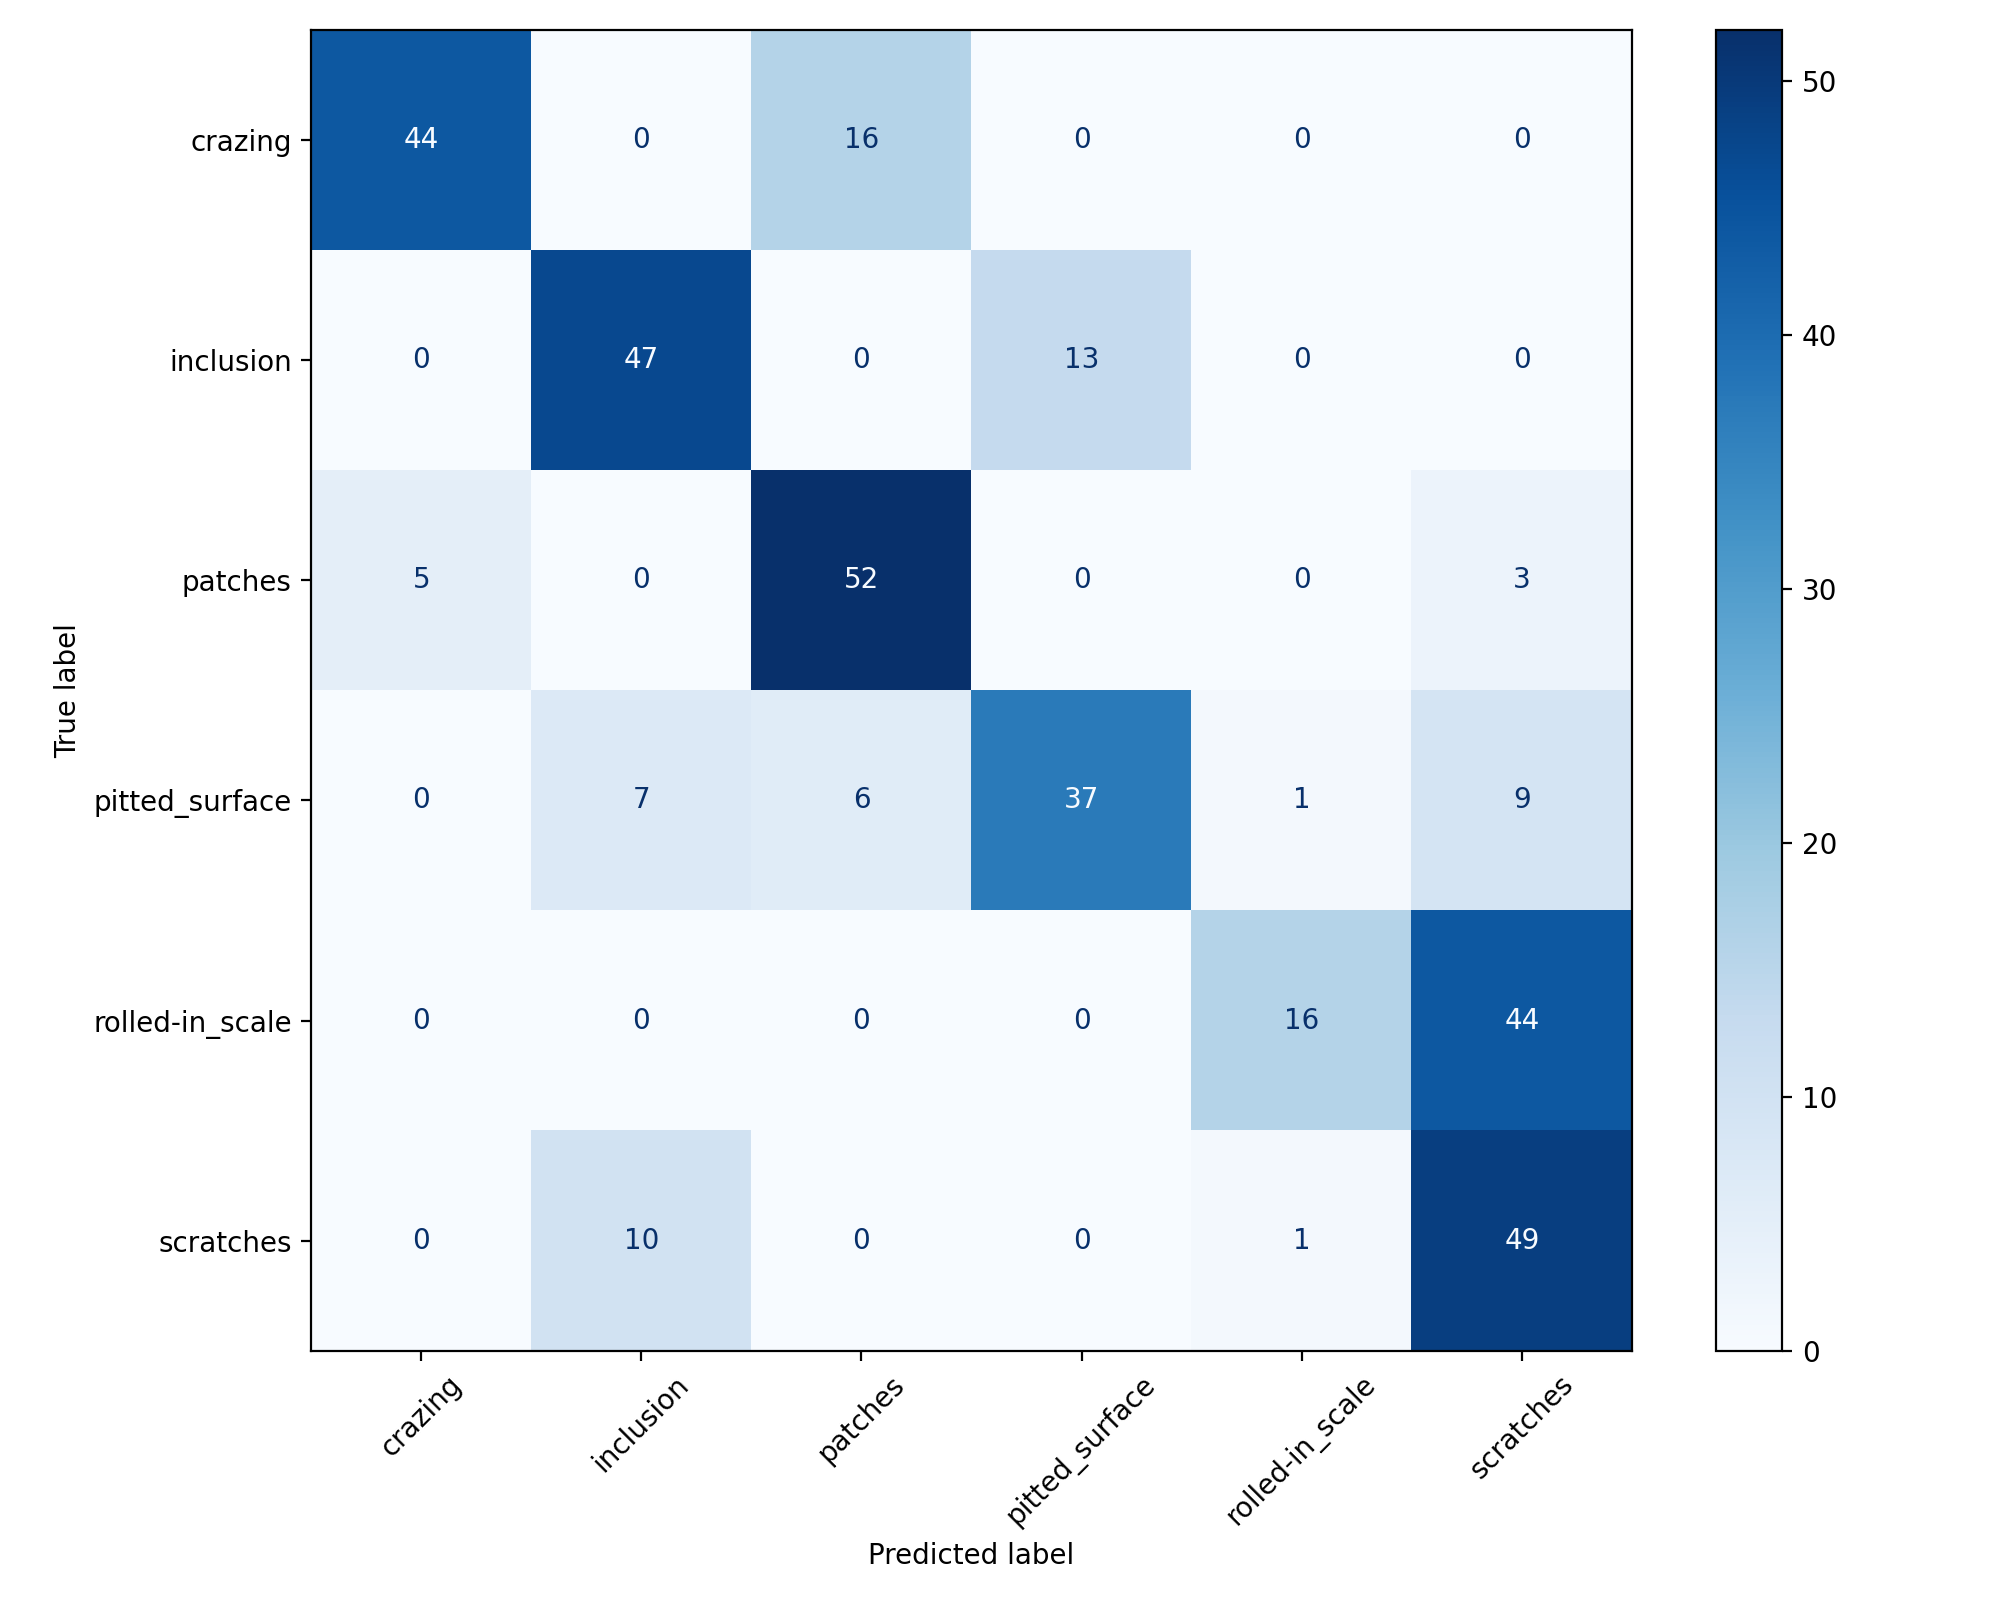 crazing 44 0 16 0 0 0
inclusion 0 47 0 13 0 0
patches 5 0 52 0 0 3
pitted_surface 0 7 6 37 1 9
rolled-in_scale 0 0 0 0 16 44
scratches 0 10 0 0 1 49
True label
crazing inclusion patches pitted_surface rolled-in_scale scratches
Predicted label
50
40
30
20
10
0